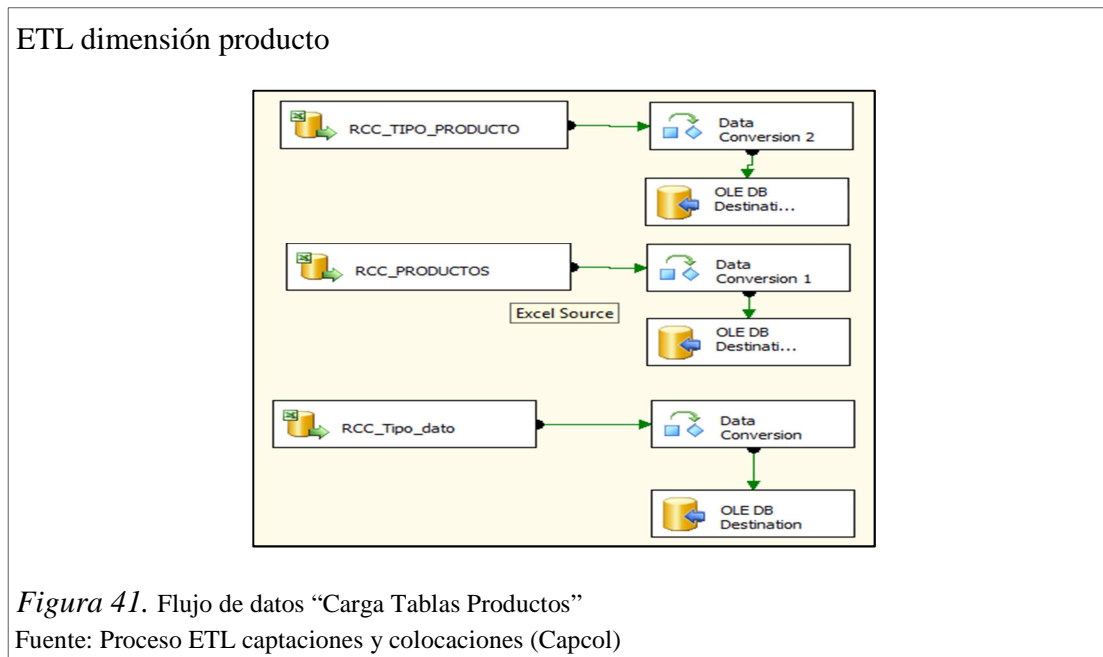 ETL dimensión producto
RCC_TIPO_PRODUCTO
Data
Conversion 2
OLE DB
Destinati...
RCC_PRODUCTOS
Data
Conversion 1
Excel Source
OLE DB
Destinati...
RCC_Tipo_dato
Data
Conversion
OLE DB
Destination
Figura 41. Flujo de datos “Carga Tablas Productos”
Fuente: Proceso ETL captaciones y colocaciones (Capcol)